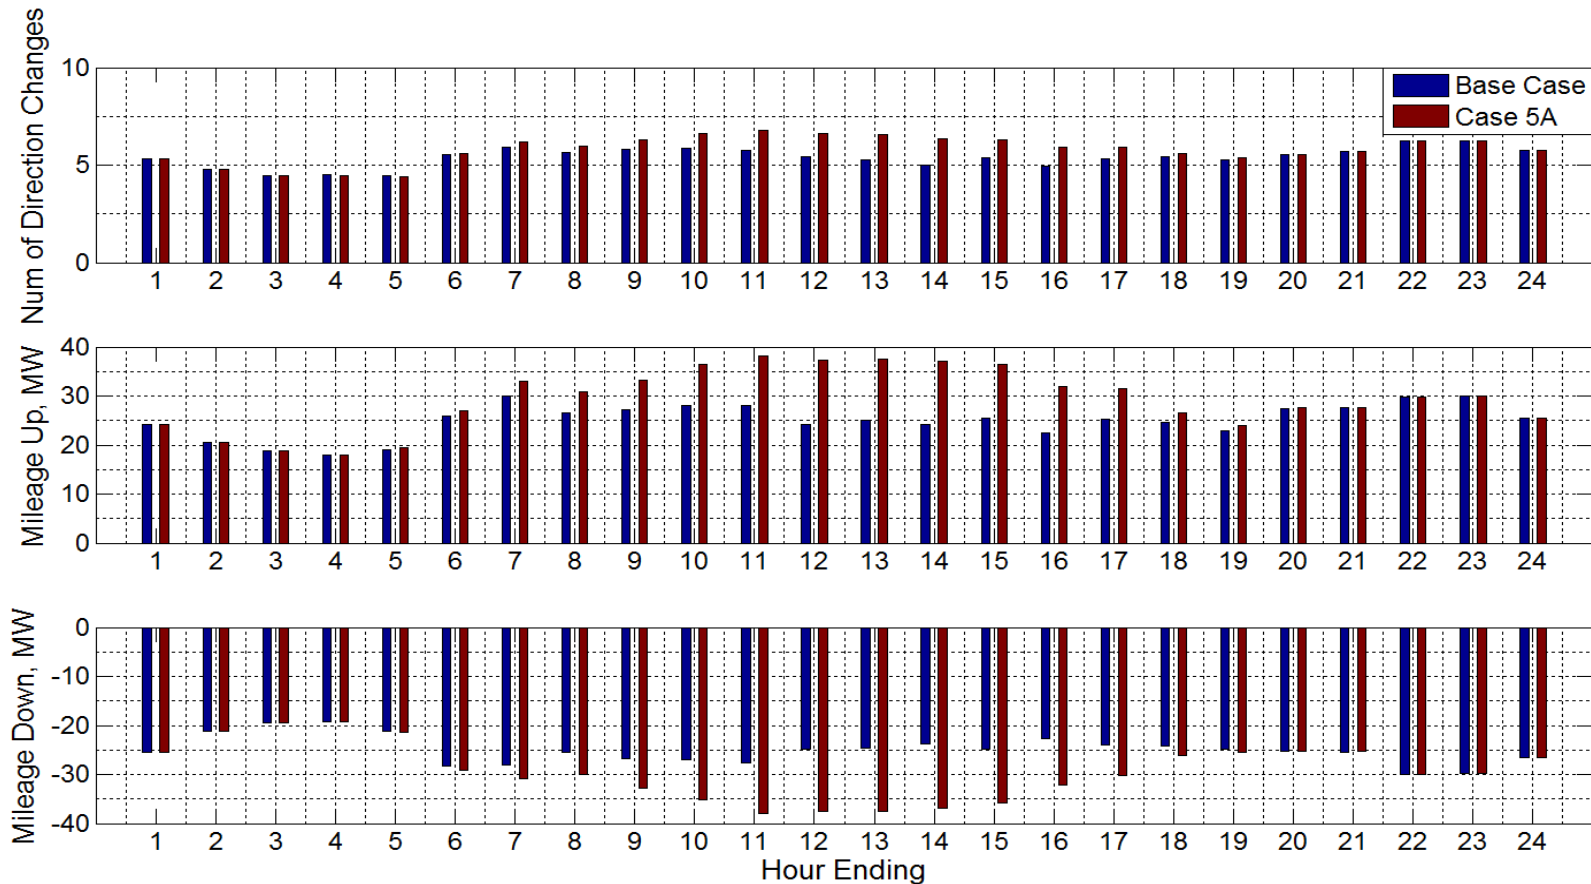 Num of Direction Changes
10
5
0
Base Case
Case 5A
1 2 3 4 5 6 7 8 9 10 11 12 13 14 15 16 17 18 19 20 21 22 23 24
Mileage Up, MW
40
30
20
10
0
1 2 3 4 5 6 7 8 9 10 11 12 13 14 15 16 17 18 19 20 21 22 23 24
Mileage Down, MW
0
-10
-20
-30
-40
1 2 3 4 5 6 7 8 9 10 11 12 13 14 15 16 17 18 19 20 21 22 23 24
Hour Ending